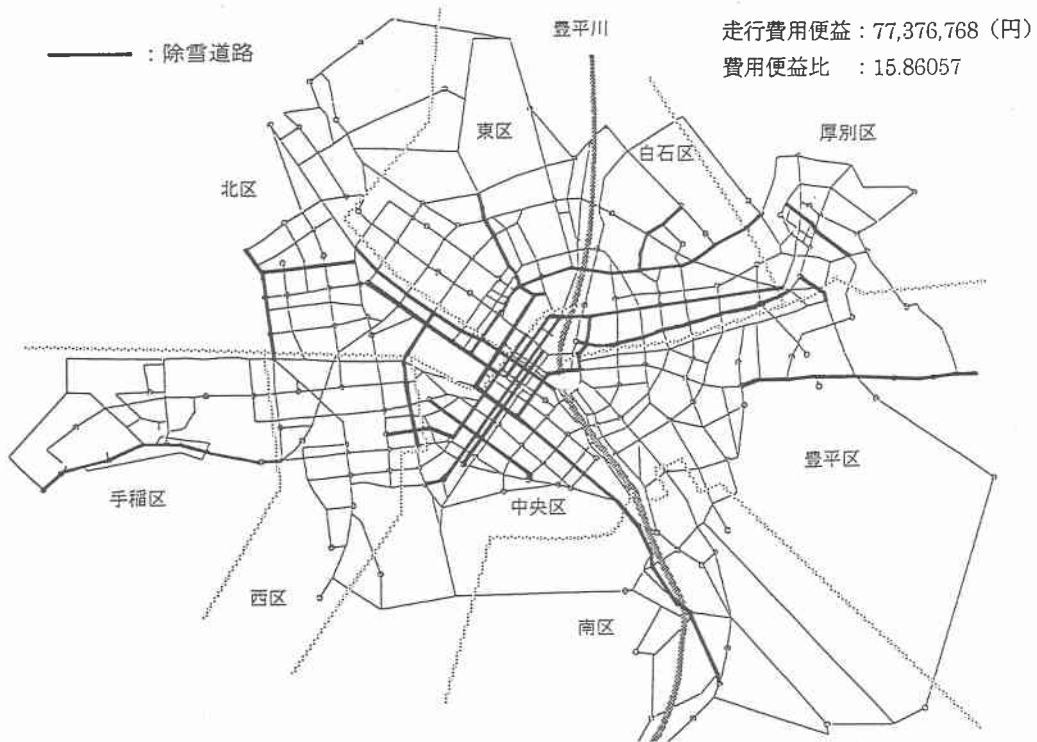 ━━━ : 除雪道路
豊平川
走行費用便益 : 77,376,768 (円)
費用便益比 : 15.86057
東区
白石区
厚別区
北区
豊平区
手稲区
中央区
西区
南区